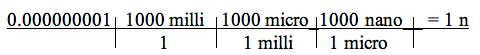 0.000000001 | 1000 milli | 1000 micro | 1000 nano | = 1 n
1 | 1 milli | 1 micro |